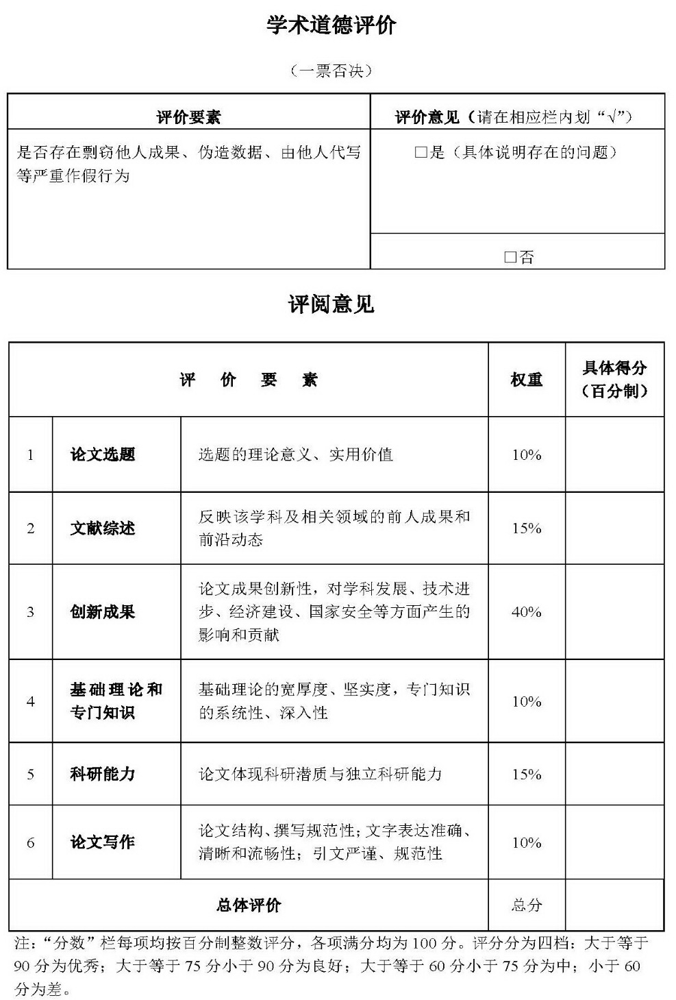 学术道德评价
（一票否决）
评价要素
评价意见（请在相应栏内划“√”）
是否存在剽窃他人成果、伪造数据、由他人代写
等严重作假行为
□是（具体说明存在的问题）
□否
评阅意见
评 价 要 素
权重
具体得分
（百分制）
1
论文选题
选题的理论意义、实用价值
10%
2
文献综述
反映该学科及相关领域的前人成果和
前沿动态
15%
3
创新成果
论文成果创新性，对学科发展、技术进
步、经济建设、国家安全等方面产生的
影响和贡献
40%
4
基础理论和
专门知识
基础理论的宽厚度、坚实度，专门知识
的系统性、深入性
10%
5
科研能力
论文体现科研潜质与独立科研能力
15%
6
论文写作
论文结构、撰写规范性；文字表达准确、
清晰和流畅性；引文严谨、规范性
10%
总体评价
总分
注：“分数”栏每项均按百分制整数评分，各项满分均为100分。评分分为四档：大于等于
90分为优秀；大于等于75分小于90分为良好；大于等于60分小于75分为中；小于60
分为差。